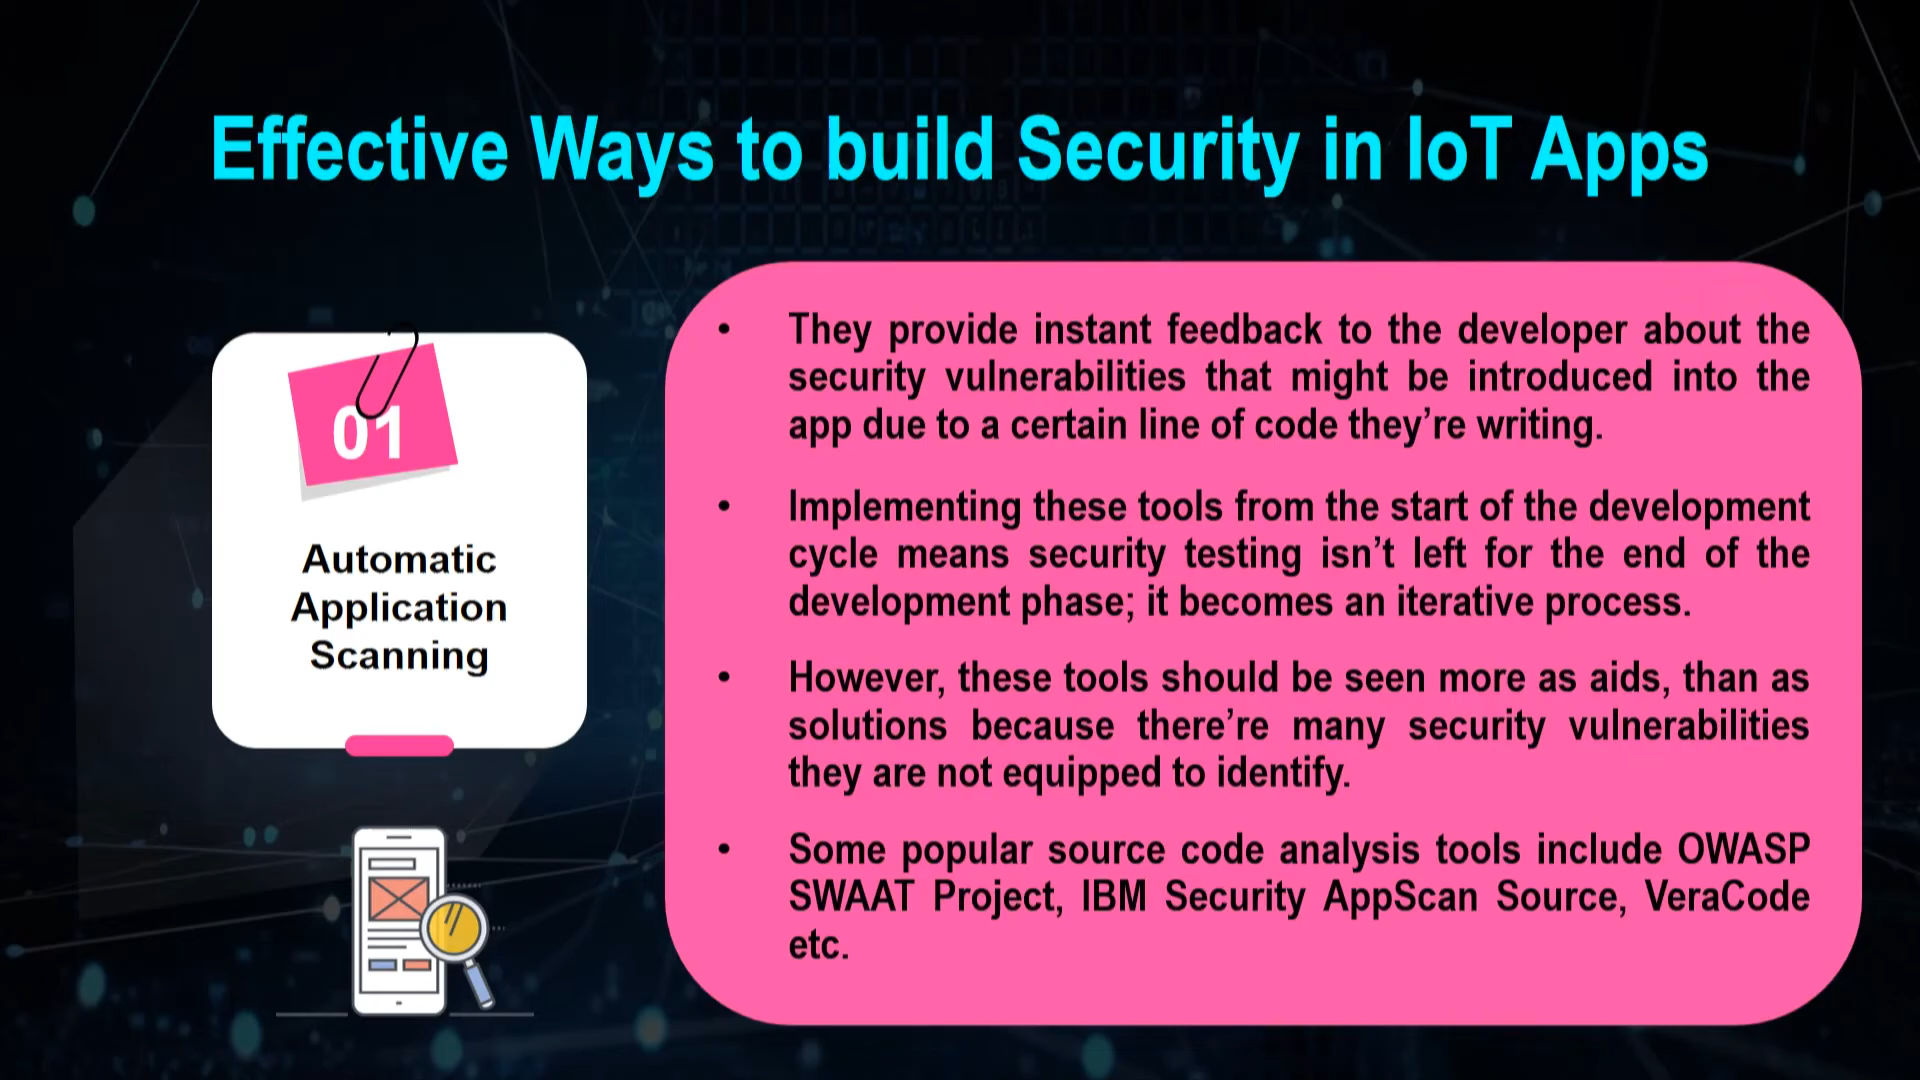 Effective Ways to build Security in IoT Apps
01
Automatic
Application
Scanning
• They provide instant feedback to the developer about the
security vulnerabilities that might be introduced into the
app due to a certain line of code they’re writing.
• Implementing these tools from the start of the development
cycle means security testing isn’t left for the end of the
development phase; it becomes an iterative process.
• However, these tools should be seen more as aids, than as
solutions because there’re many security vulnerabilities
they are not equipped to identify.
• Some popular source code analysis tools include OWASP
SWAAT Project, IBM Security AppScan Source, VeraCode
etc.